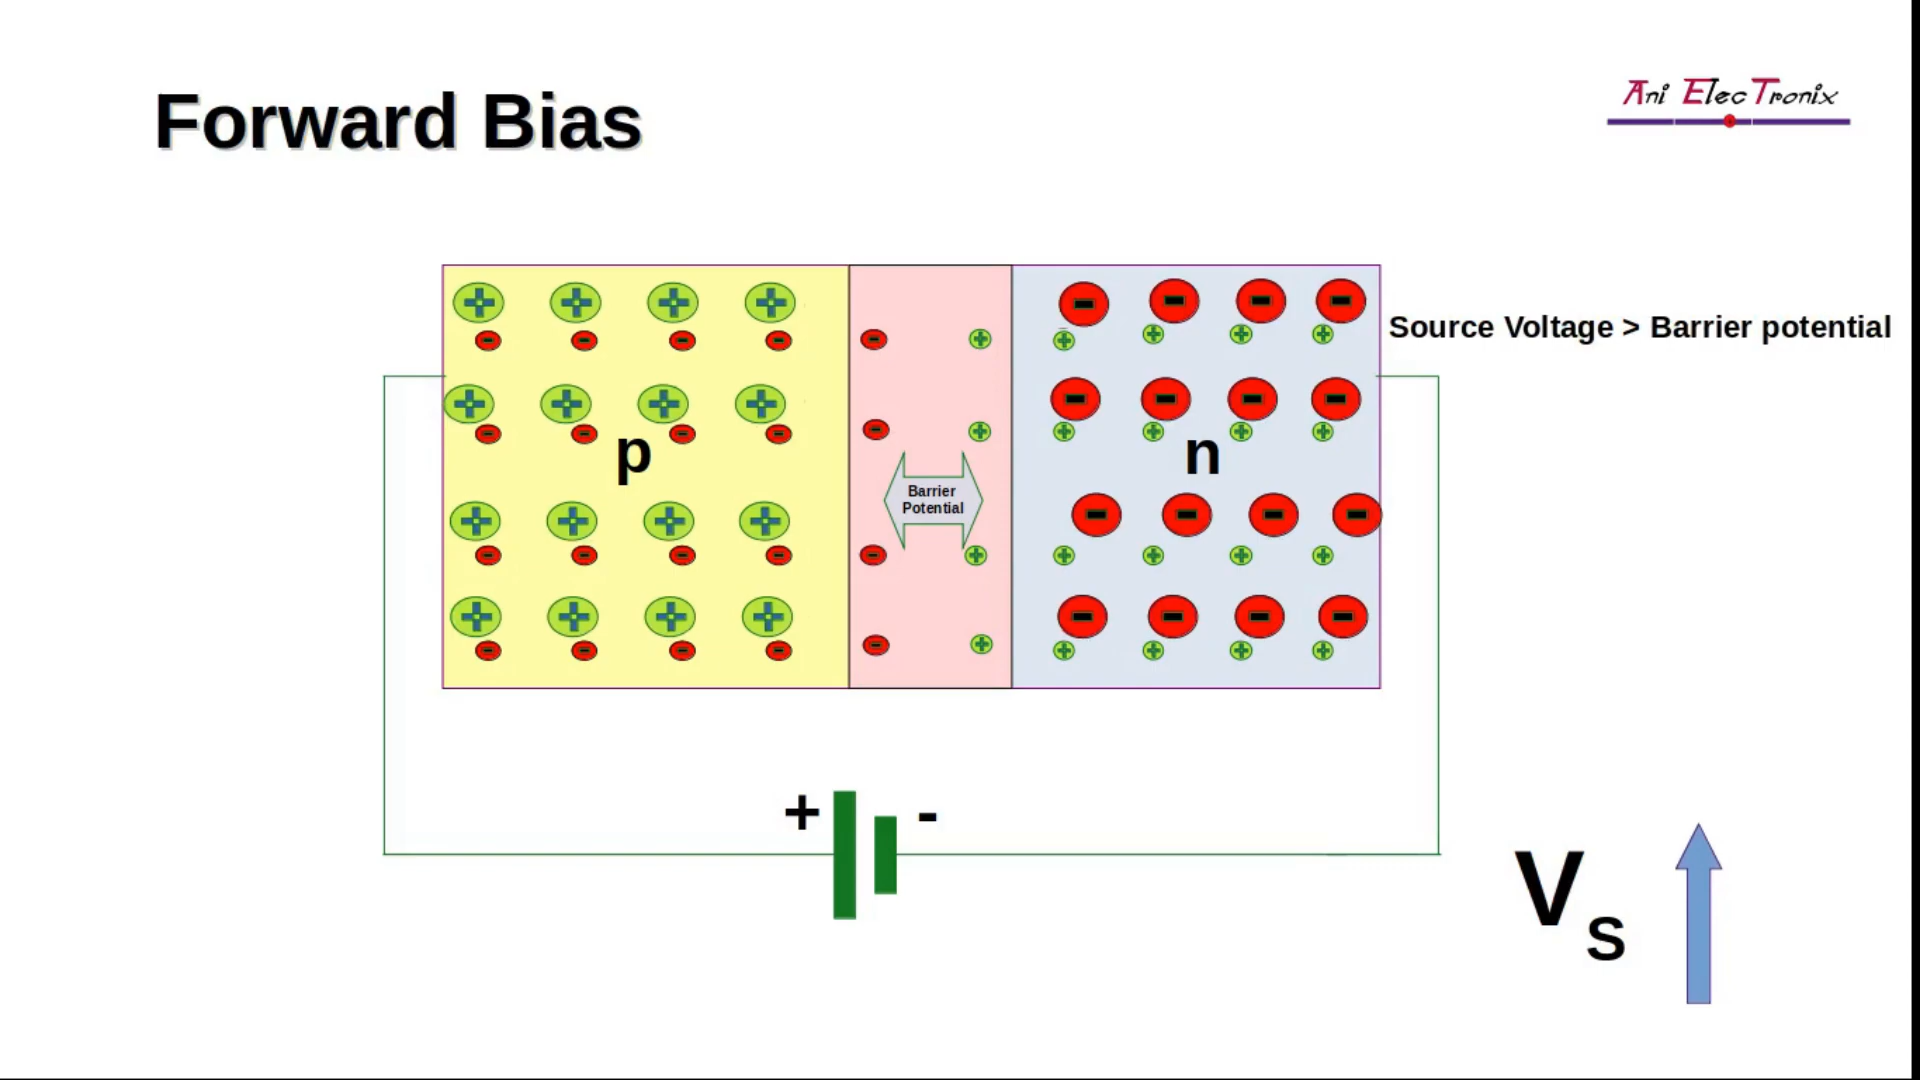 Forward Bias
Ani ElecTronix
Source Voltage > Barrier potential
p
n
Barrier
Potential
+
-
Vs